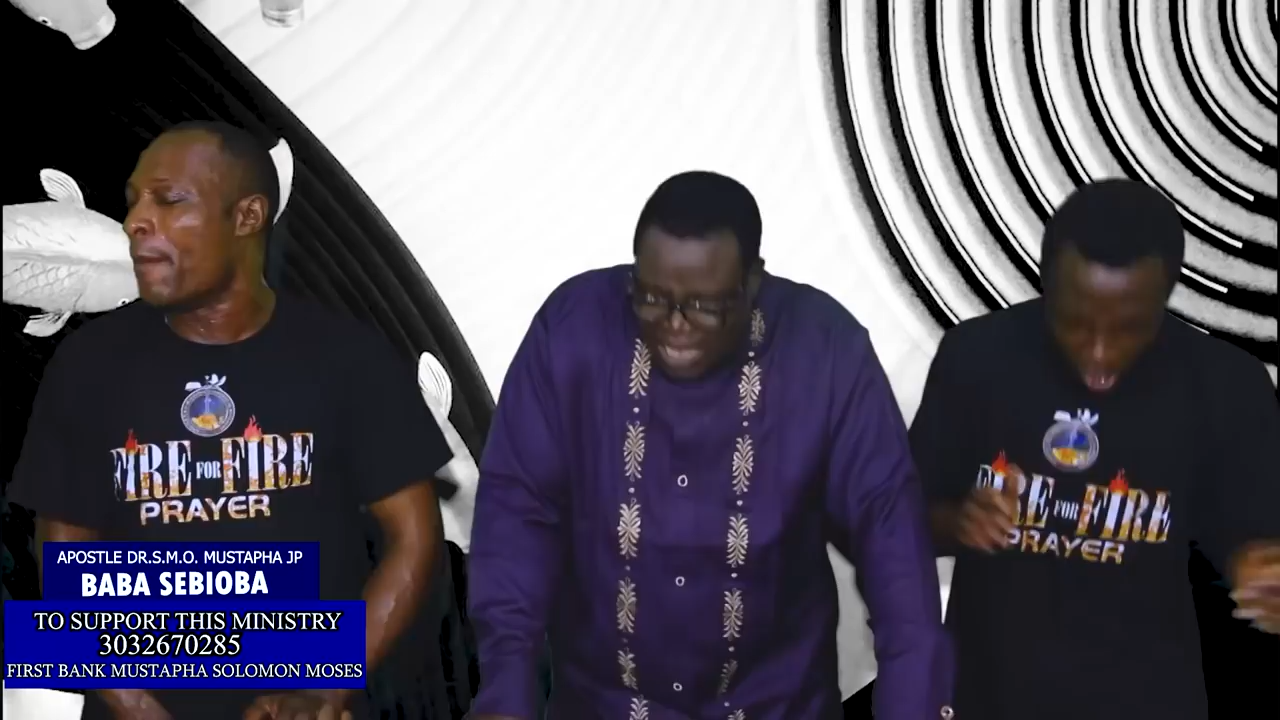 FIRE FOR FIRE
PRAYER
FIRE FOR FIRE
PRAYER
APOSTLE DR.S.M.O. MUSTAPHA JP
BABA SEBIOBA
TO SUPPORT THIS MINISTRY
3032670285
FIRST BANK MUSTAPHA SOLOMON MOSES